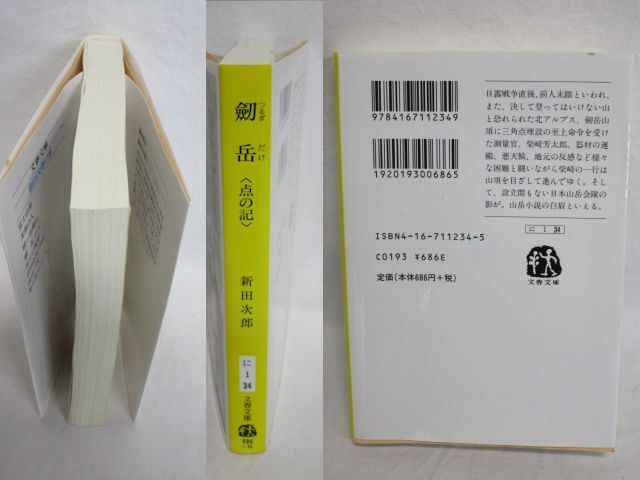 劒岳
つるぎ
だけ
〈点の記〉
新田次郎
に
1
34
文春文庫
686
9784167112349
1920193006865
ISBN4-16-711234-5
C0193 ¥686E
定価(本体686円+税)
日露戦争直後、前人未踏といわれ、
また、決して登ってはいけない山
と恐れられた北アルプス、劒岳山
頂に三角点埋設の至上命令を受け
た測量官、柴崎芳太郎。器材の運
搬、悪天候、地元の反感など様々
な困難と闘いながら柴崎の一行は
山頂を目ざして進んでゆく。そし
て、設立間もない日本山岳会隊の
影が。山岳小説の白眉といえる。
に 1 34
文春文庫